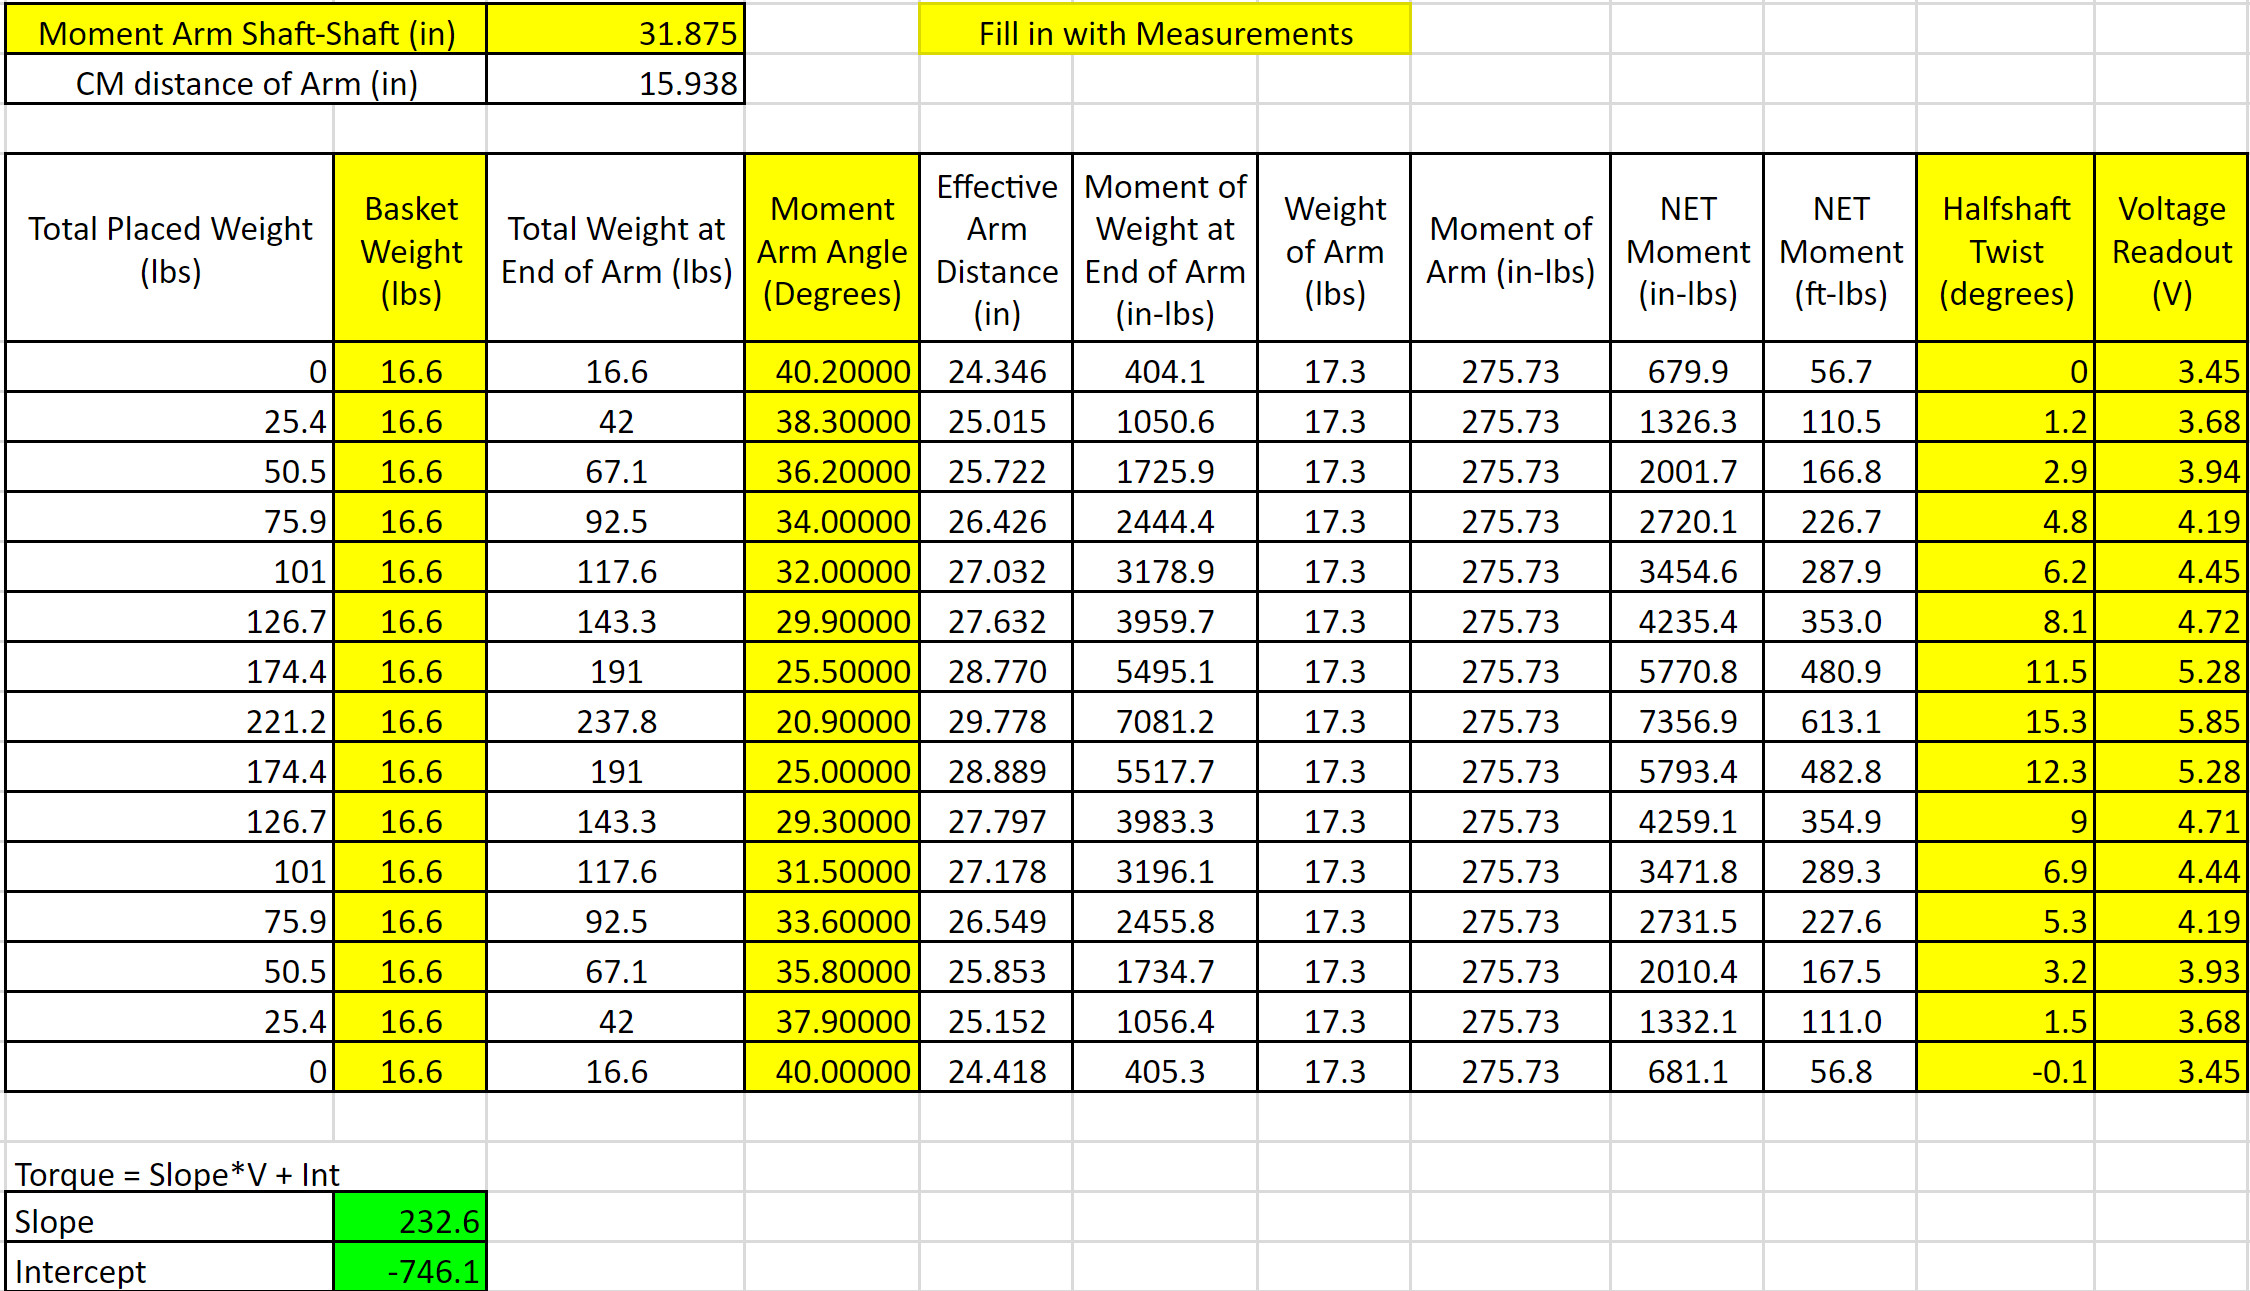 Moment Arm Shaft-Shaft (in) 31.875 Fill in with Measurements
CM distance of Arm (in) 15.938
Total Placed Weight
(lbs)
Basket
Weight
(lbs)
Total Weight at
End of Arm (lbs)
Moment
Arm Angle
(Degrees)
Effective
Arm
Distance
(in)
Moment of
Weight at
End of Arm
(in-lbs)
Weight
of Arm
(lbs)
Moment of
Arm (in-lbs)
NET
Moment
(in-lbs)
NET
Moment
(ft-lbs)
Halfshaft
Twist
(degrees)
Voltage
Readout
(V)
0 16.6 16.6 40.20000 24.346 404.1 17.3 275.73 679.9 56.7 0 3.45
25.4 16.6 42 38.30000 25.015 1050.6 17.3 275.73 1326.3 110.5 1.2 3.68
50.5 16.6 67.1 36.20000 25.722 1725.9 17.3 275.73 2001.7 166.8 2.9 3.94
75.9 16.6 92.5 34.00000 26.426 2444.4 17.3 275.73 2720.1 226.7 4.8 4.19
101 16.6 117.6 32.00000 27.032 3178.9 17.3 275.73 3454.6 287.9 6.2 4.45
126.7 16.6 143.3 29.90000 27.632 3959.7 17.3 275.73 4235.4 353.0 8.1 4.72
174.4 16.6 191 25.50000 28.770 5495.1 17.3 275.73 5770.8 480.9 11.5 5.28
221.2 16.6 237.8 20.90000 29.778 7081.2 17.3 275.73 7356.9 613.1 15.3 5.85
174.4 16.6 191 25.00000 28.889 5517.7 17.3 275.73 5793.4 482.8 12.3 5.28
126.7 16.6 143.3 29.30000 27.797 3983.3 17.3 275.73 4259.1 354.9 9 4.71
101 16.6 117.6 31.50000 27.178 3196.1 17.3 275.73 3471.8 289.3 6.9 4.44
75.9 16.6 92.5 33.60000 26.549 2455.8 17.3 275.73 2731.5 227.6 5.3 4.19
50.5 16.6 67.1 35.80000 25.853 1734.7 17.3 275.73 2010.4 167.5 3.2 3.93
25.4 16.6 42 37.90000 25.152 1056.4 17.3 275.73 1332.1 111.0 1.5 3.68
0 16.6 16.6 40.00000 24.418 405.3 17.3 275.73 681.1 56.8 -0.1 3.45
Torque = Slope*V + Int
Slope 232.6
Intercept -746.1